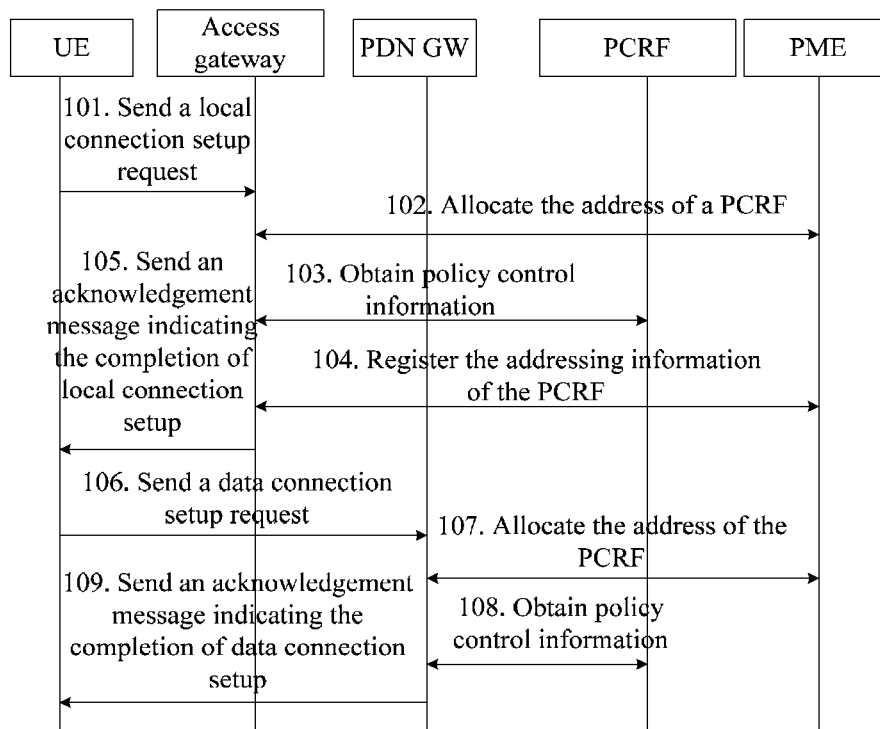 UE
Access
gateway
PDN GW
PCRF
PME
101. Send a local
connection setup
request
102. Allocate the address of a PCRF
105. Send an
acknowledgement
message indicating
the completion of
local connection
setup
103. Obtain policy control
information
104. Register the addressing information
of the PCRF
106. Send a data connection
setup request
107. Allocate the address of the
PCRF
109. Send an acknowledgement
message indicating the
completion of data connection
setup
108. Obtain policy
control information